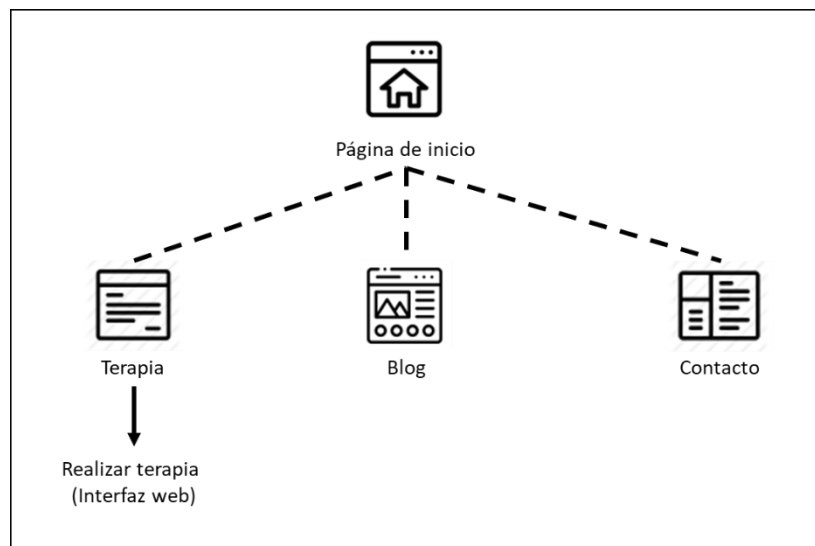 Página de inicio
Terapia
Blog
Contacto
Realizar terapia
(Interfaz web)